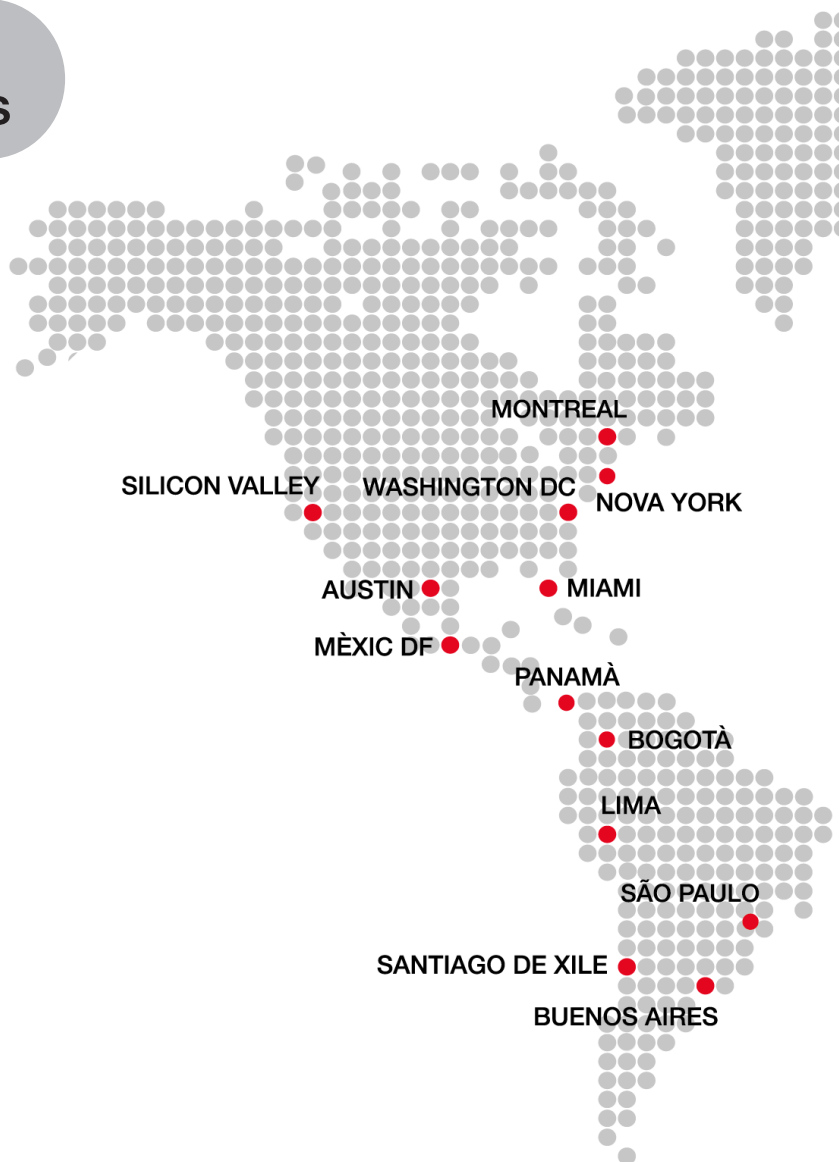 S
MONTREAL
SILICON VALLEY
WASHINGTON DC
NOVA YORK
AUSTIN
MIAMI
MÈXIC DF
PANAMÀ
BOGOTÀ
LIMA
SÃO PAULO
SANTIAGO DE XILE
BUENOS AIRES